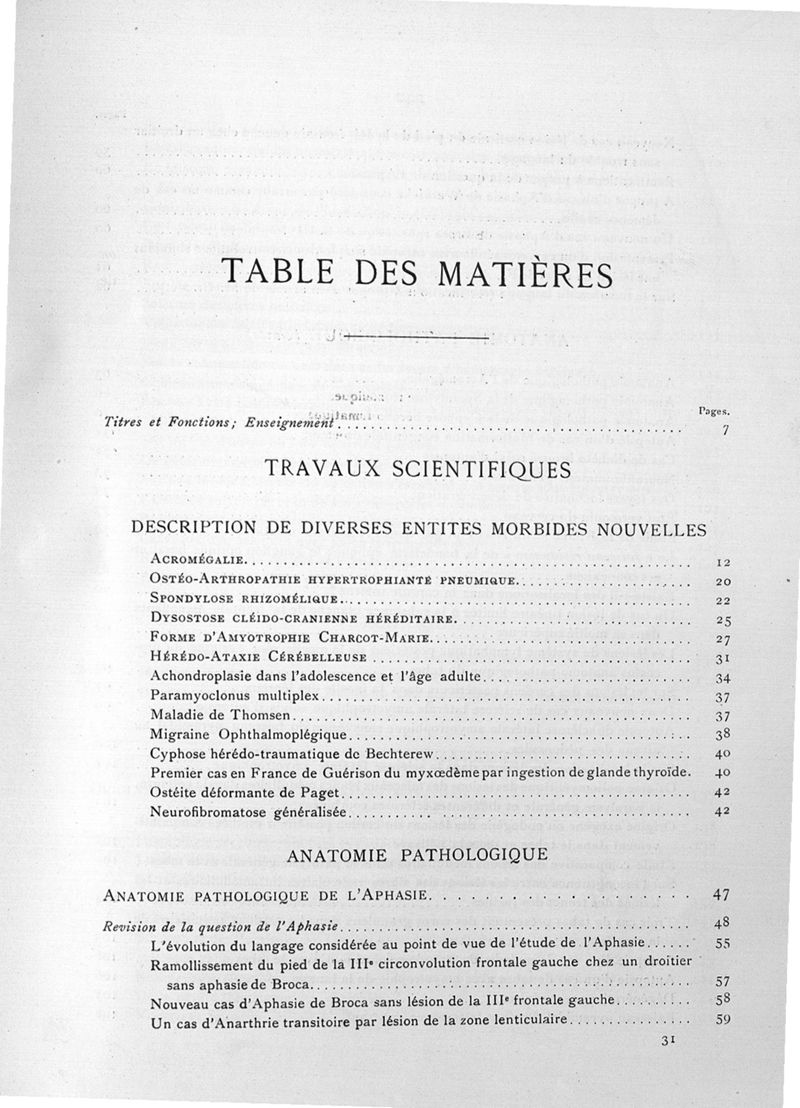 TABLE DES MATIÈRES
Pages.
Titres et Fonctions; Enseignement. . . . . . . . . . 7
TRAVAUX SCIENTIFIQUES
DESCRIPTION DE DIVERSES ENTITES MORBIDES NOUVELLES
ACROMÉGALIE. . . . . . . . . . 12
OSTÉO-ARTHROPATHIE HYPERTROPHIANTÉ PNEUMIQUE. . . . . . . . . . 20
SPONDYLOSE RHIZOMÉLIQUE. . . . . . . . . . 22
DYSOSTOSE CLÉIDO-CRANIENNE HÉRÉDITAIRE. . . . . . . . . . 25
FORME D'AMYOTROPHIE CHARCOT-MARIE. . . . . . . . . . 27
HÉRÉDO-ATAXIE CÉRÉBELLEUSE . . . . . . . . . . 31
Achondroplasie dans l'adolescence et l'âge adulte. . . . . . . . . . 34
Paramyoclonus multiplex. . . . . . . . . . 37
Maladie de Thomsen. . . . . . . . . . 37
Migraine Ophthalmoplégique. . . . . . . . . . 38
Cyphose hérédo-traumatique de Bechterew. . . . . . . . . . 40
Premier cas en France de Guérison du myxœdème par ingestion de glande thyroïde. 40
Ostéite déformante de Paget. . . . . . . . . . 42
Neurofibromatose généralisée. . . . . . . . . . 42
ANATOMIE PATHOLOGIQUE
ANATOMIE PATHOLOGIQUE DE L'APHASIE. . . . . . . . . . 47
Revision de la question de l'Aphasie. . . . . . . . . . 48
L'évolution du langage considérée au point de vue de l'étude de l'Aphasie. . . . . . 55
Ramollissement du pied de la IIIe circonvolution frontale gauche chez un droitier
sans aphasie de Broca. . . . . . . . . . 57
Nouveau cas d'Aphasie de Broca sans lésion de la IIIe frontale gauche. . . . . . . . . . 58
Un cas d'Anarthrie transitoire par lésion de la zone lenticulaire. . . . . . . . . . 59
31